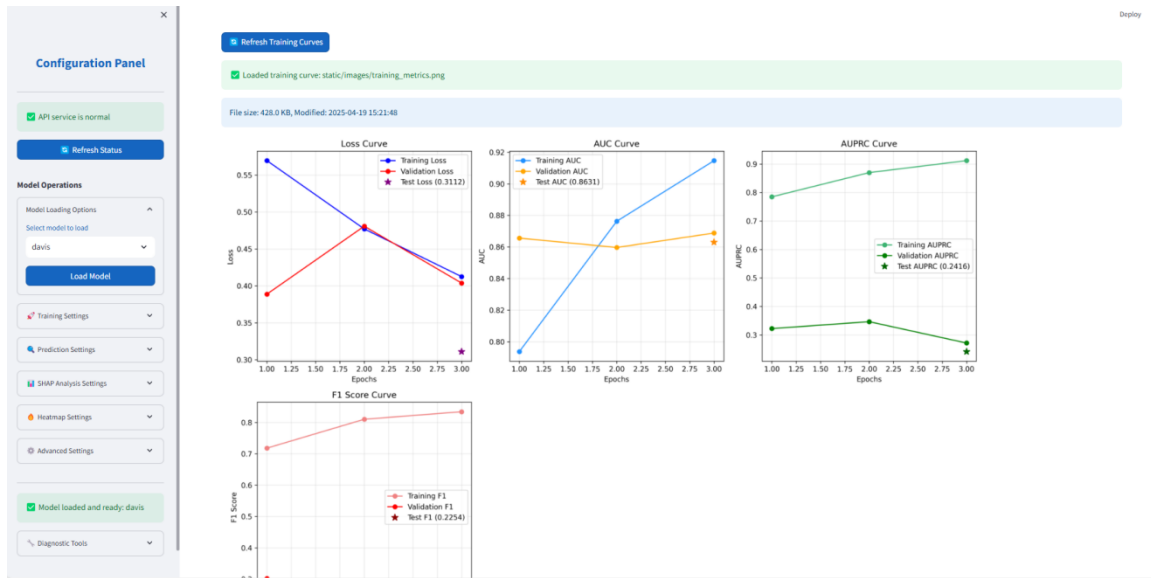 Deploy
Configuration Panel
API service is normal
Refresh Status
Model Operations
Model Loading Options
Select model to load
davis
Load Model
Training Settings
Prediction Settings
SHAP Analysis Settings
Heatmap Settings
Advanced Settings
Model loaded and ready: davis
Diagnostic Tools
Refresh Training Curves
Loaded training curve: static/images/training_metrics.png
File size: 428.0 KB, Modified: 2025-04-19 15:21:48
Loss Curve
Training Loss
Validation Loss
Test Loss (0.3112)
Loss
0.55
0.50
0.45
0.40
0.35
0.30
1.00 1.25 1.50 1.75 2.00 2.25 2.50 2.75 3.00
Epochs
AUC Curve
Training AUC
Validation AUC
Test AUC (0.8631)
AUC
0.92
0.90
0.88
0.86
0.84
0.82
0.80
1.00 1.25 1.50 1.75 2.00 2.25 2.50 2.75 3.00
Epochs
AUPRC Curve
Training AUPRC
Validation AUPRC
Test AUPRC (0.2416)
AUPRC
0.9
0.8
0.7
0.6
0.5
0.4
0.3
1.00 1.25 1.50 1.75 2.00 2.25 2.50 2.75 3.00
Epochs
F1 Score Curve
Training F1
Validation F1
Test F1 (0.2254)
F1 Score
0.8
0.7
0.6
0.5
0.4